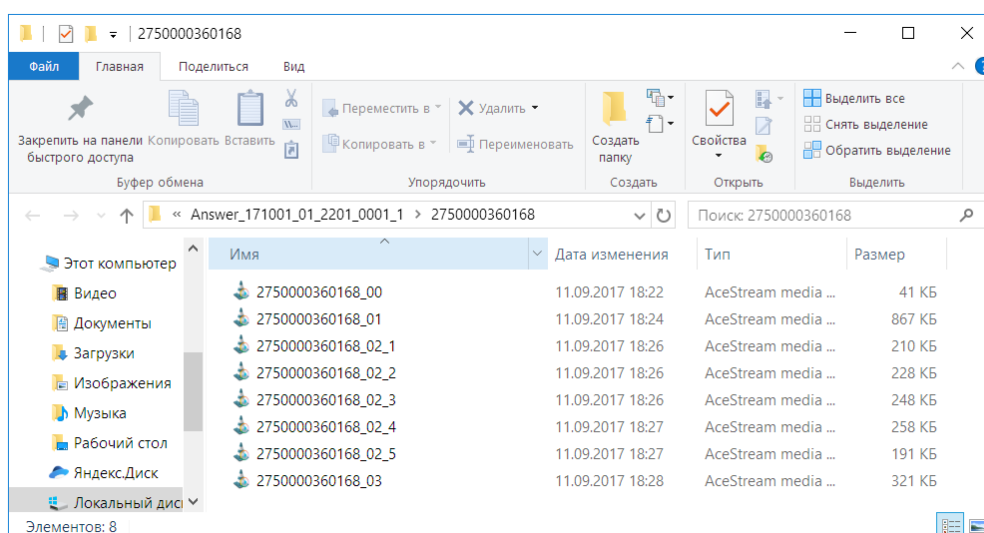 2750000360168
Файл Главная Поделиться Вид
Закрепить на панели быстрого доступа
Копировать
Вставить
Переместить в
Копировать в
Удалить
Переименовать
Создать папку
Свойства
Выделить все
Снять выделение
Обратить выделение
Буфер обмена Упорядочить Создать Открыть Выделить
« Answer_171001_01_2201_0001_1 > 2750000360168 Поиск: 2750000360168
Имя Дата изменения Тип Размер
Этот компьютер
Видео
Документы
Загрузки
Изображения
Музыка
Рабочий стол
Яндекс.Диск
Локальный дис
2750000360168_00 11.09.2017 18:22 AceStream media ... 41 КБ
2750000360168_01 11.09.2017 18:24 AceStream media ... 867 КБ
2750000360168_02_1 11.09.2017 18:26 AceStream media ... 210 КБ
2750000360168_02_2 11.09.2017 18:26 AceStream media ... 228 КБ
2750000360168_02_3 11.09.2017 18:26 AceStream media ... 248 КБ
2750000360168_02_4 11.09.2017 18:27 AceStream media ... 258 КБ
2750000360168_02_5 11.09.2017 18:27 AceStream media ... 191 КБ
2750000360168_03 11.09.2017 18:28 AceStream media ... 321 КБ
Элементов: 8